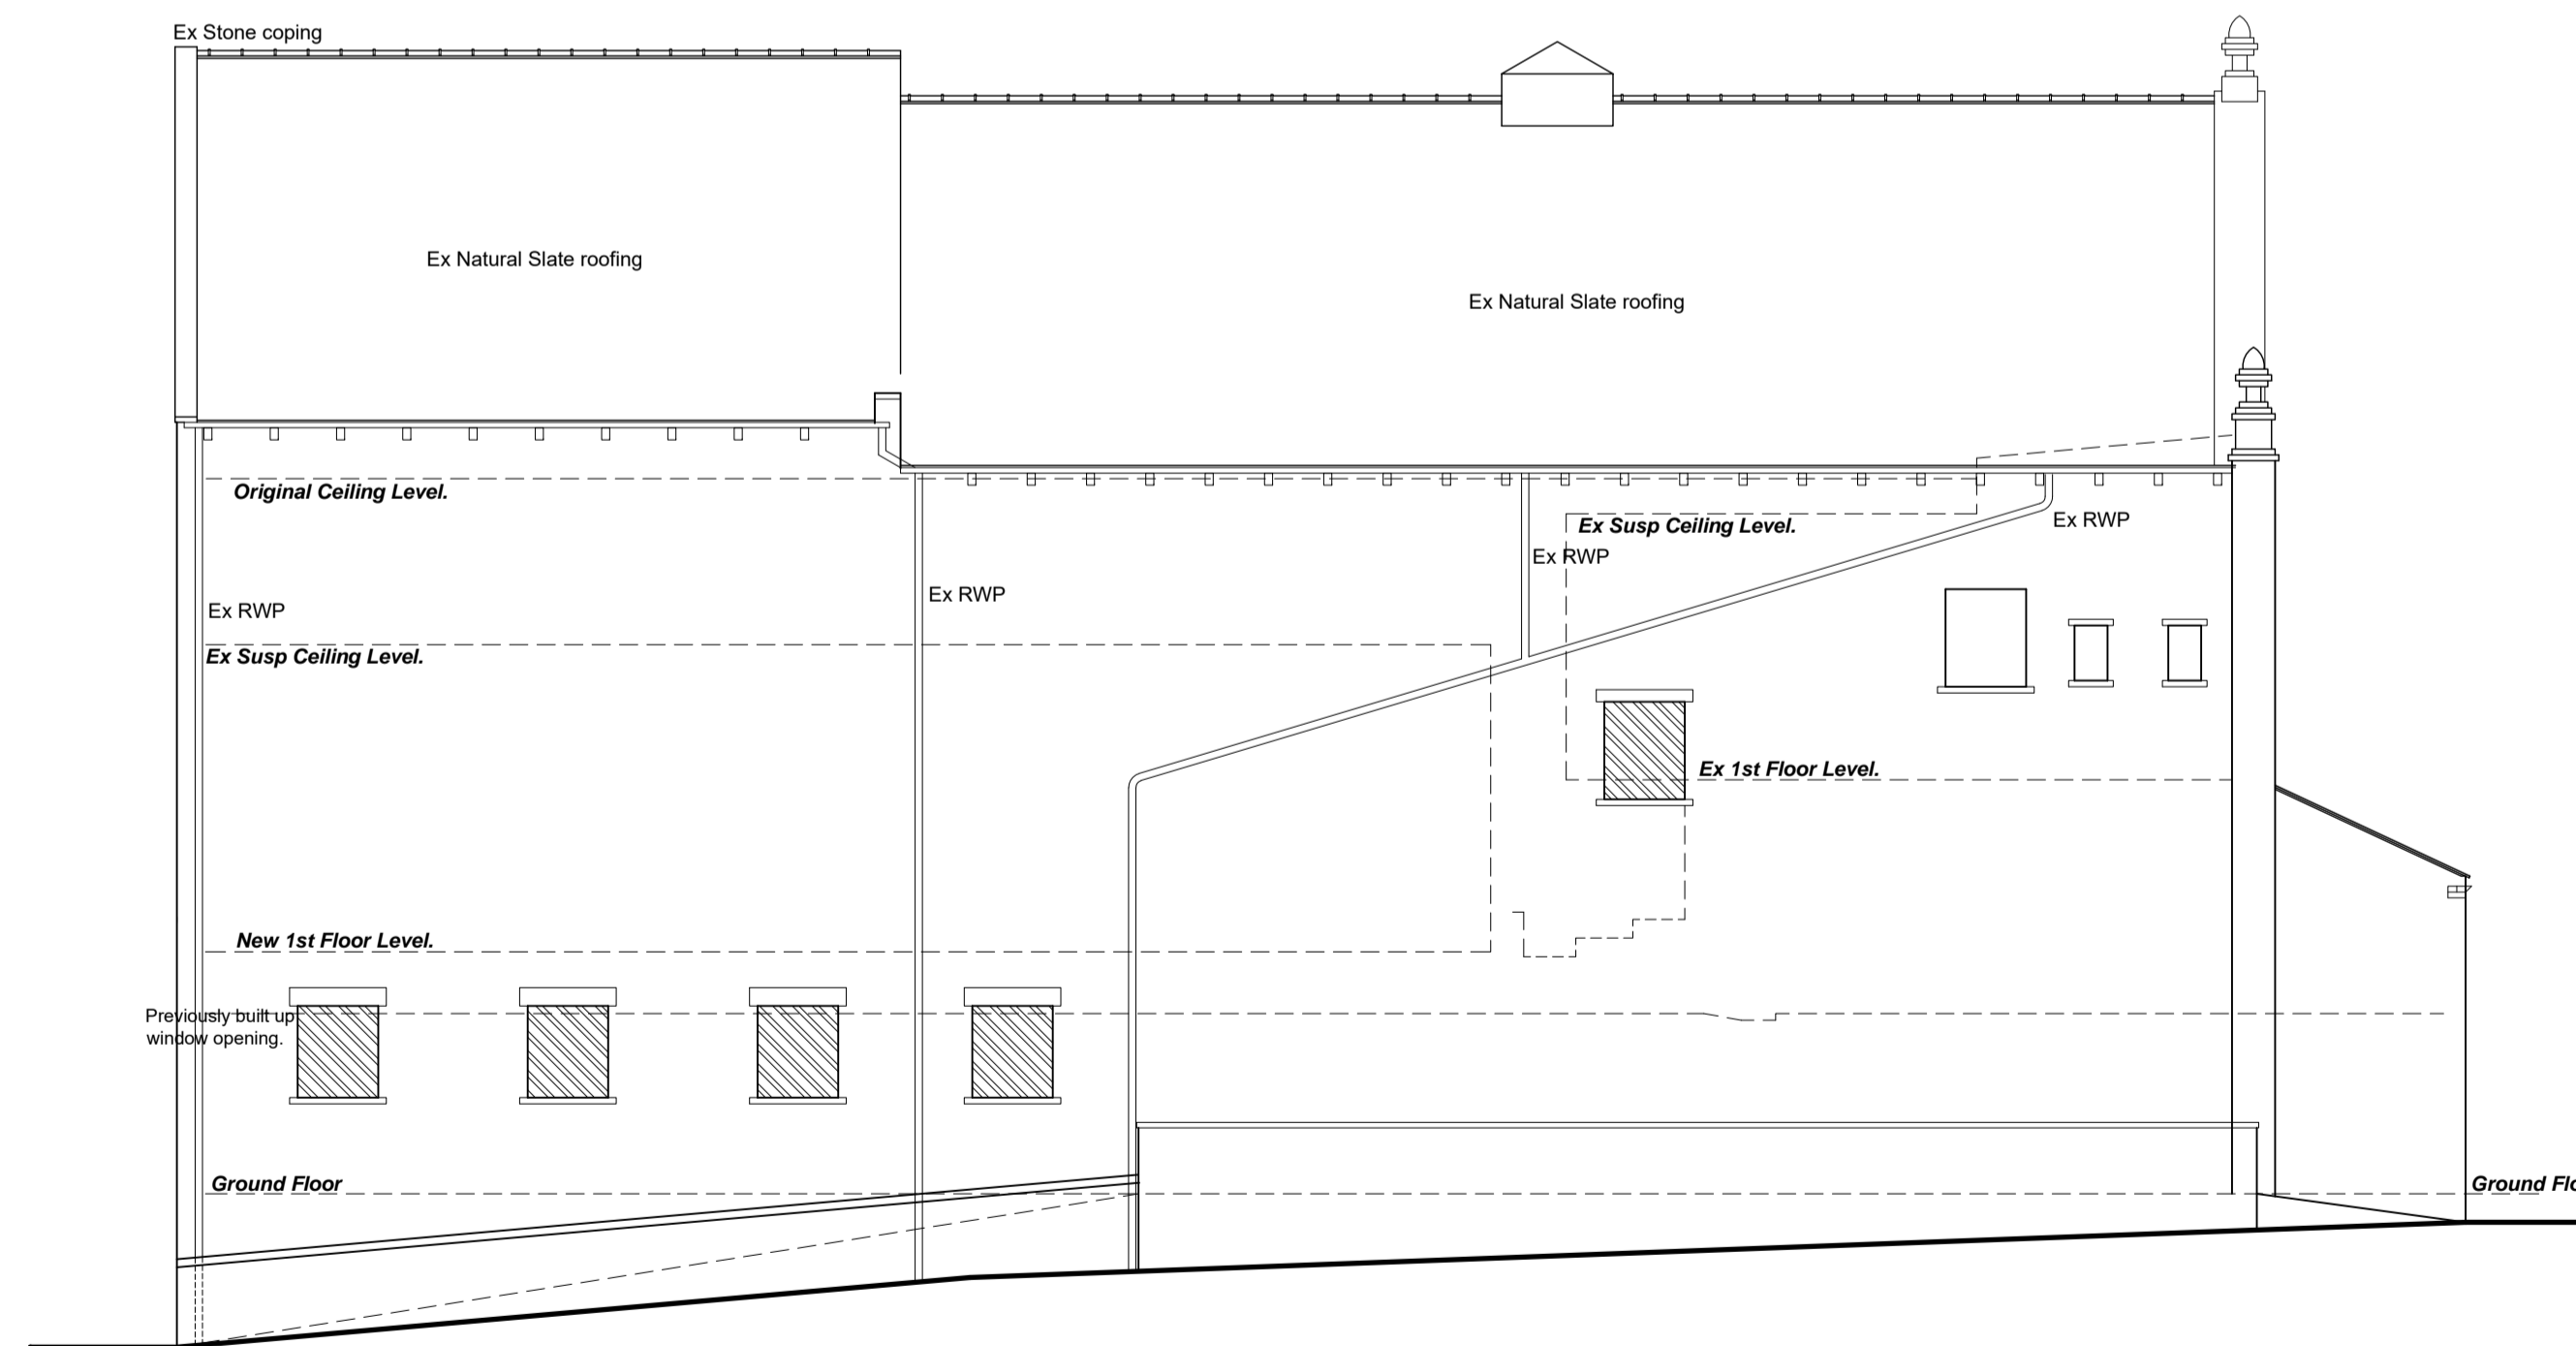 Ex Stone coping
Ex Natural Slate roofing
Ex Natural Slate roofing
Original Ceiling Level.
Ex Susp Ceiling Level.
Ex RWP
Ex RWP
Ex RWP
Ex RWP
Ex Susp Ceiling Level.
Ex 1st Floor Level.
New 1st Floor Level.
Previously built up
window opening.
Ground Floor
Ground